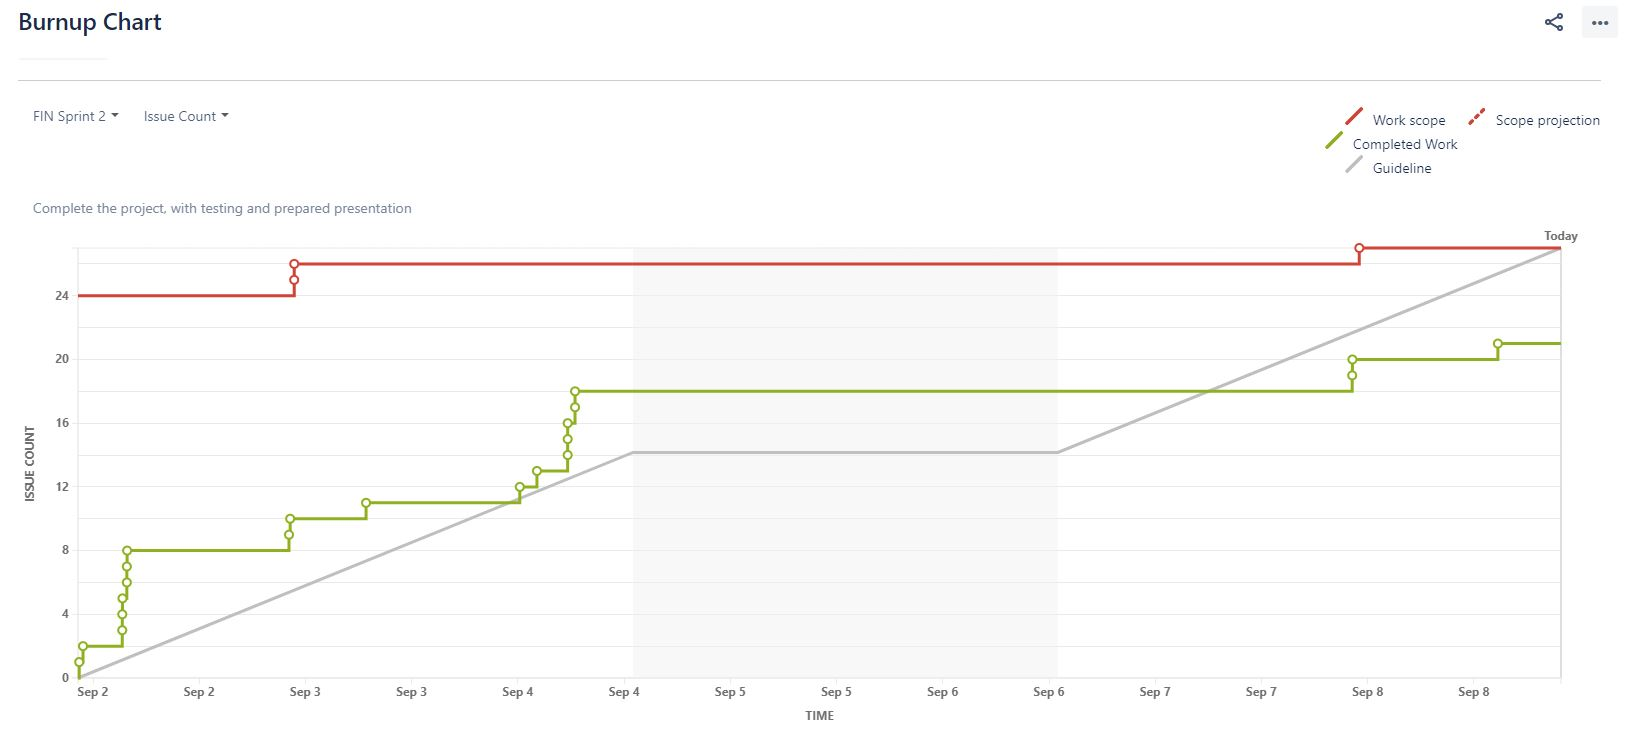 Burnup Chart
FIN Sprint 2 Issue Count
Work scope Scope projection
Completed Work
Guideline
Complete the project, with testing and prepared presentation
Today
24
20
16
12
8
4
0
ISSUE COUNT
Sep 2 Sep 2 Sep 3 Sep 3 Sep 4 Sep 4 Sep 5 Sep 5 Sep 6 Sep 6 Sep 7 Sep 7 Sep 8 Sep 8
TIME